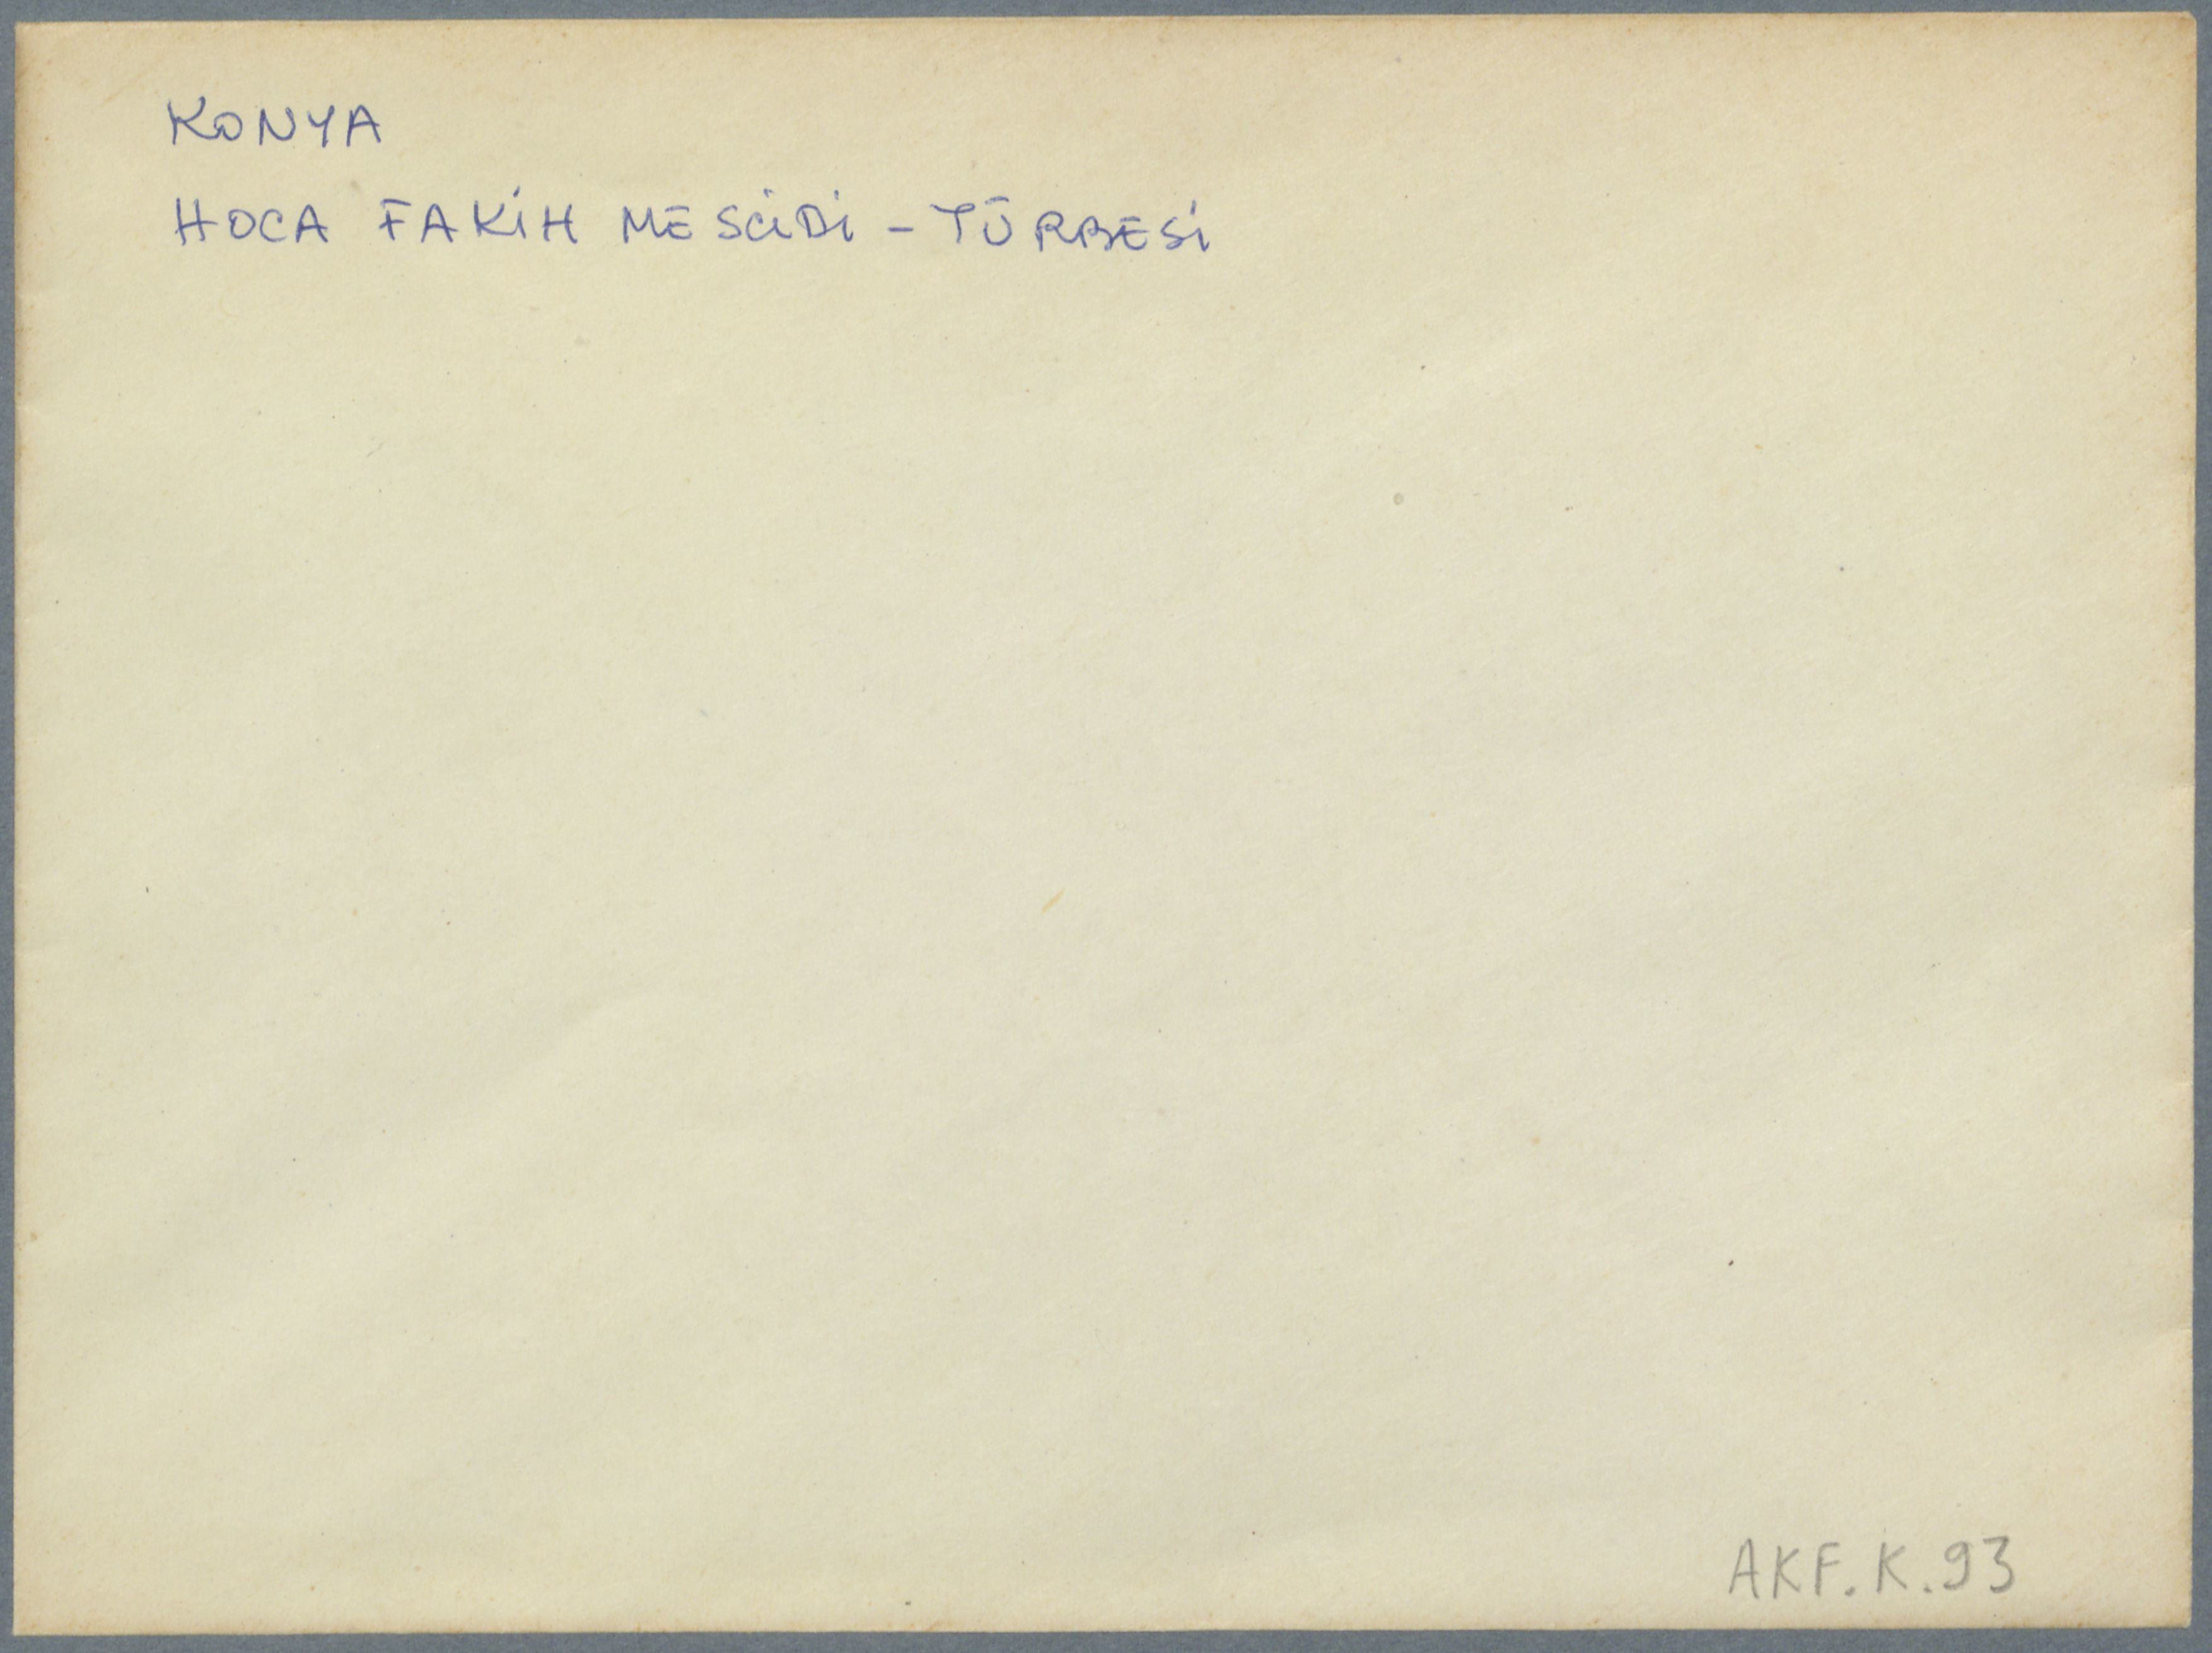 KONYA
HOCA FAKİH MESCİDİ - TÜRBESİ
AKF.K.93